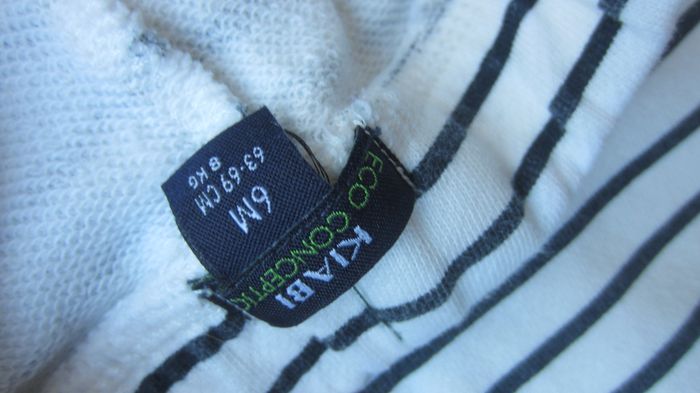 KIABI
ECO CONCEPTION
6M
63-69 CM
8 KG